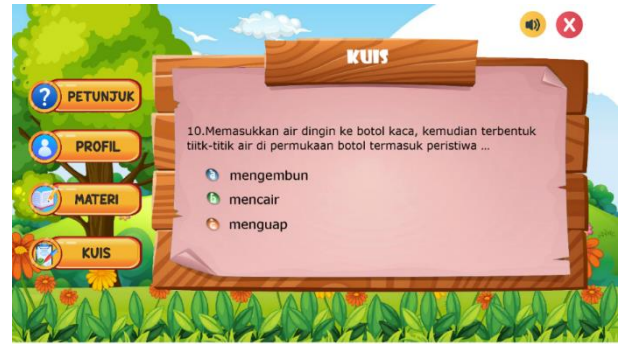 KUIS
PETUNJUK
PROFIL
MATERI
KUIS
10.Memasukkan air dingin ke botol kaca, kemudian terbentuk
tiitk-titik air di permukaan botol termasuk peristiwa ...
a mengembun
b mencair
c menguap